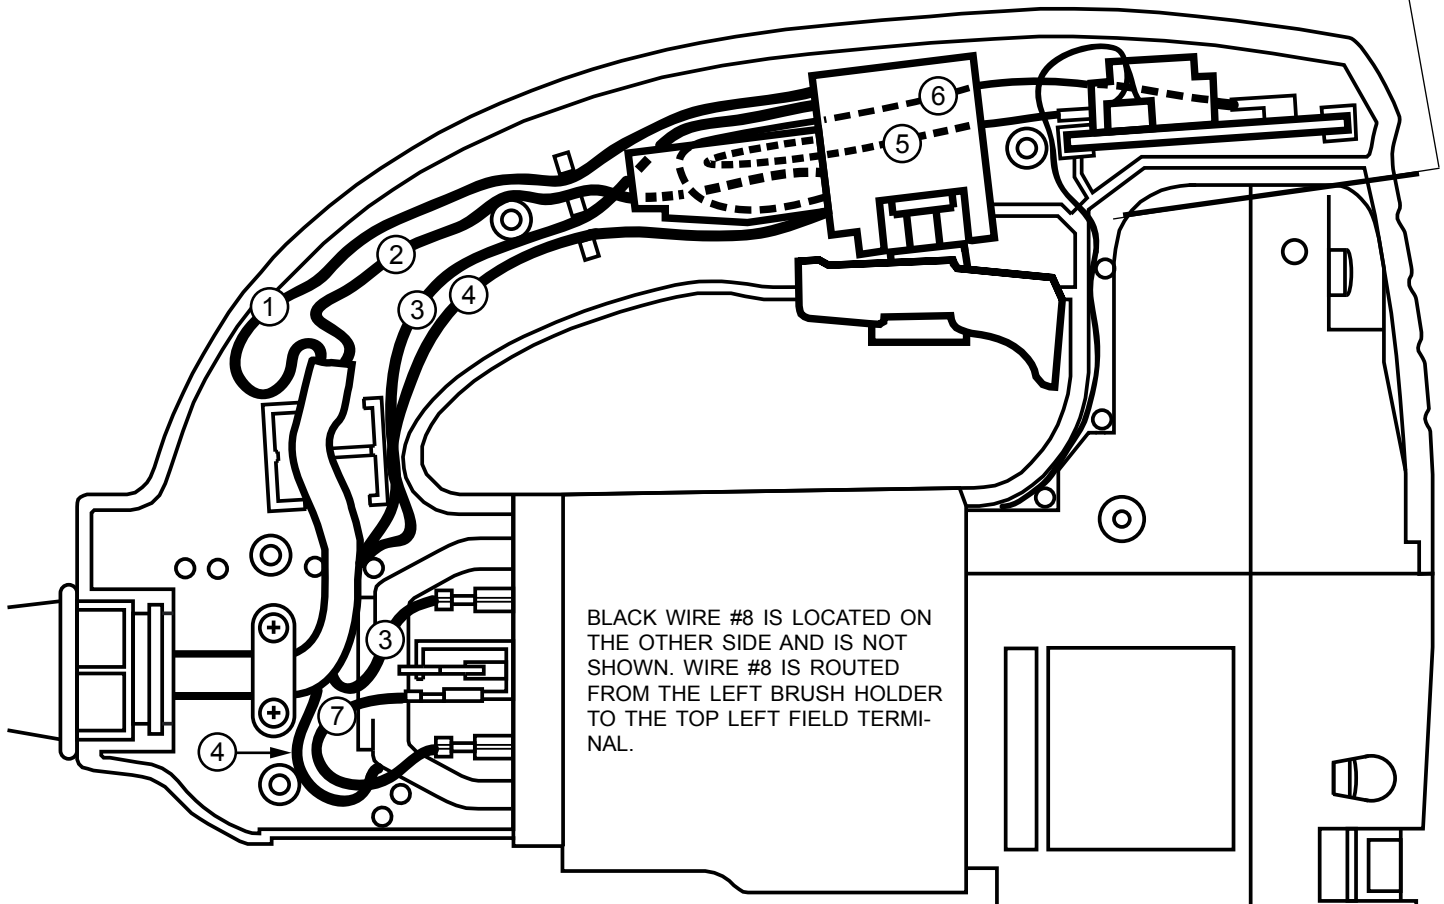 6
5
2
1
3
4
BLACK WIRE #8 IS LOCATED ON
THE OTHER SIDE AND IS NOT
SHOWN. WIRE #8 IS ROUTED
FROM THE LEFT BRUSH HOLDER
TO THE TOP LEFT FIELD TERMI-
NAL.
3
7
4